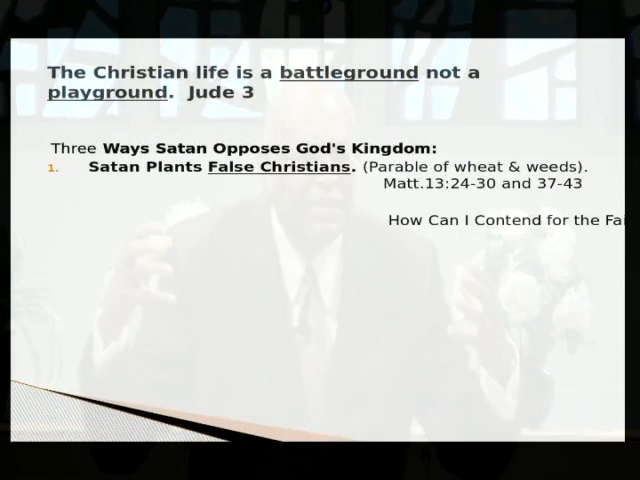 The Christian life is a battleground not a
playground.  Jude 3
Three Ways Satan Opposes God's Kingdom:
1. Satan Plants False Christians. (Parable of wheat & weeds).
Matt.13:24-30 and 37-43
How Can I Contend for the Fai